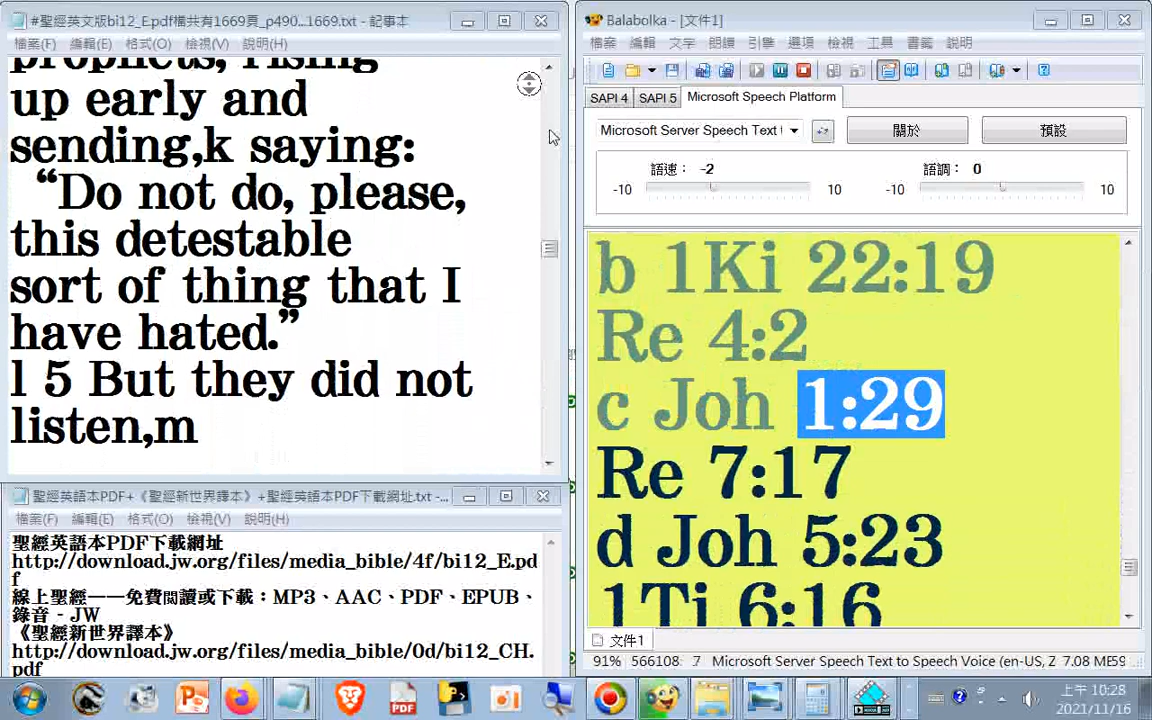 #聖經英文版bi12_E.pdf橫共有1669頁_p490...1669.txt - 記事本
檔案(F) 編輯(E) 格式(O) 檢視(V) 說明(H)
prophets, rising
up early and
sending,k saying:
“Do not do, please,
this detestable
sort of thing that I
have hated.”
l 5 But they did not
listen,m
聖經英語本PDF+《聖經新世界譯本》+聖經英語本PDF下載網址.txt -...
檔案(F) 編輯(E) 格式(O) 檢視(V) 說明(H)
聖經英語本PDF下載網址
http://download.jw.org/files/media_bible/4f/bi12_E.pd
f
線上聖經——免費閱讀或下載：MP3、AAC、PDF、EPUB、
錄音 - JW
《聖經新世界譯本》
http://download.jw.org/files/media_bible/0d/bi12_CH.
pdf
Balabolka - [文件1]
檔案 編輯 文字 朗讀 引擎 選項 檢視 工具 書籤 說明
SAPI 4 SAPI 5 Microsoft Speech Platform
Microsoft Server Speech Text t 關於 預設
語速： -2 語調： 0
-10 10 -10 10
b 1Ki 22:19
Re 4:2
c Joh 1:29
Re 7:17
d Joh 5:23
1Ti 6:16
文件1
91% 566108 : 7 Microsoft Server Speech Text to Speech Voice (en-US, Z 7.08 ME59
PDF
上午 10:28
2021/11/16